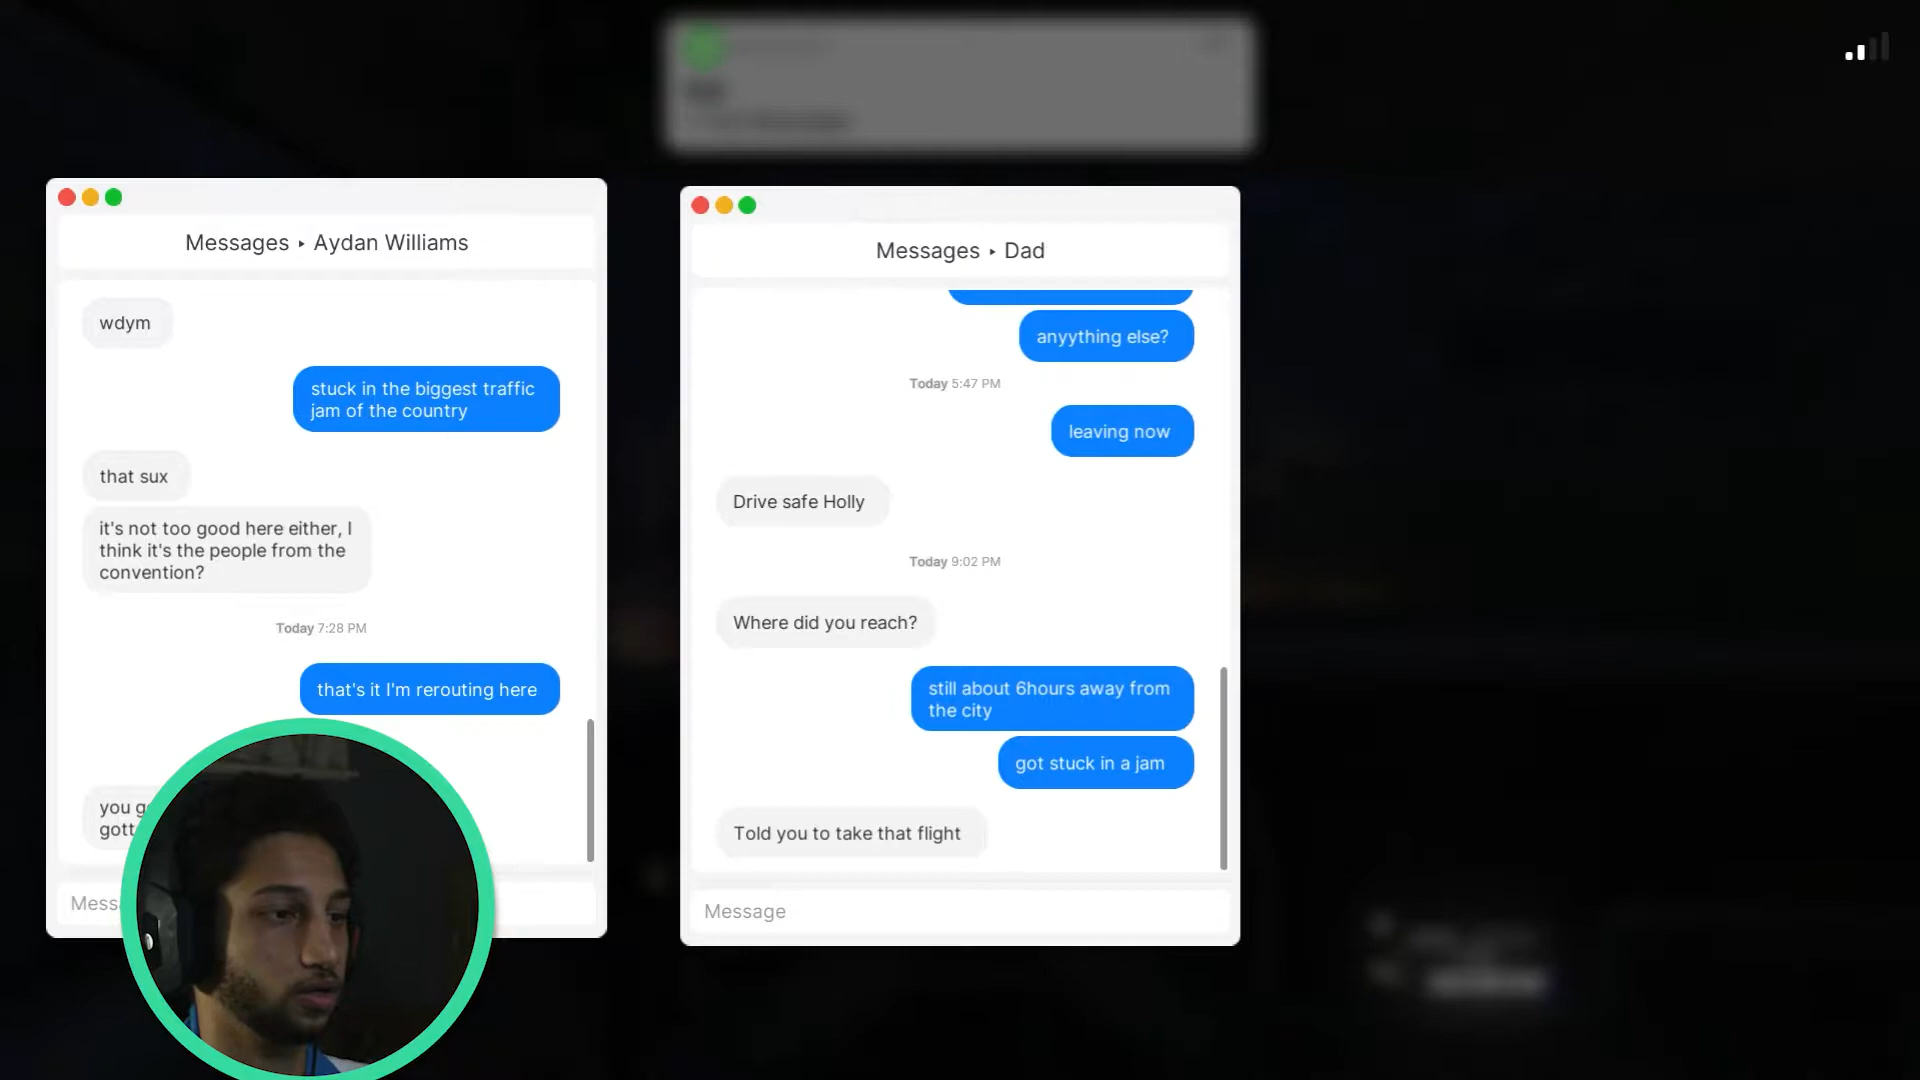 Messages ▸ Aydan Williams
wdym
stuck in the biggest traffic
jam of the country
that sux
it's not too good here either, I
think it's the people from the
convention?
Today 7:28 PM
that's it I'm rerouting here
you
Messages ▸ Dad
anyything else?
Today 5:47 PM
leaving now
Drive safe Holly
Today 9:02 PM
Where did you reach?
still about 6hours away from
the city
got stuck in a jam
Told you to take that flight
Message